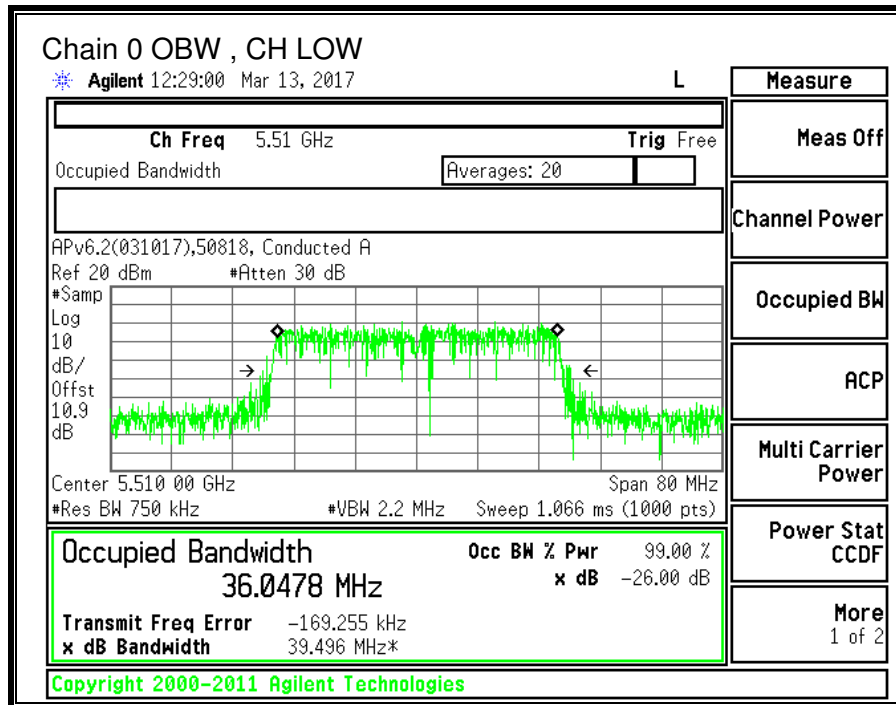 Chain 0 OBW , CH LOW
Agilent 12:29:00 Mar 13, 2017 L
Measure
Ch Freq 5.51 GHz Trig Free
Occupied Bandwidth Averages: 20
APv6.2(031017),50818, Conducted A
Ref 20 dBm #Atten 30 dB
#Samp
Log
10
dB/
Offst
10.9
dB
Center 5.510 00 GHz Span 80 MHz
#Res BW 750 kHz #VBW 2.2 MHz Sweep 1.066 ms (1000 pts)
Occupied Bandwidth Occ BW % Pwr 99.00 %
36.0478 MHz x dB -26.00 dB
Transmit Freq Error -169.255 kHz
x dB Bandwidth 39.496 MHz*
Meas Off
Channel Power
Occupied BW
ACP
Multi Carrier
Power
Power Stat
CCDF
More
1 of 2
Copyright 2000-2011 Agilent Technologies